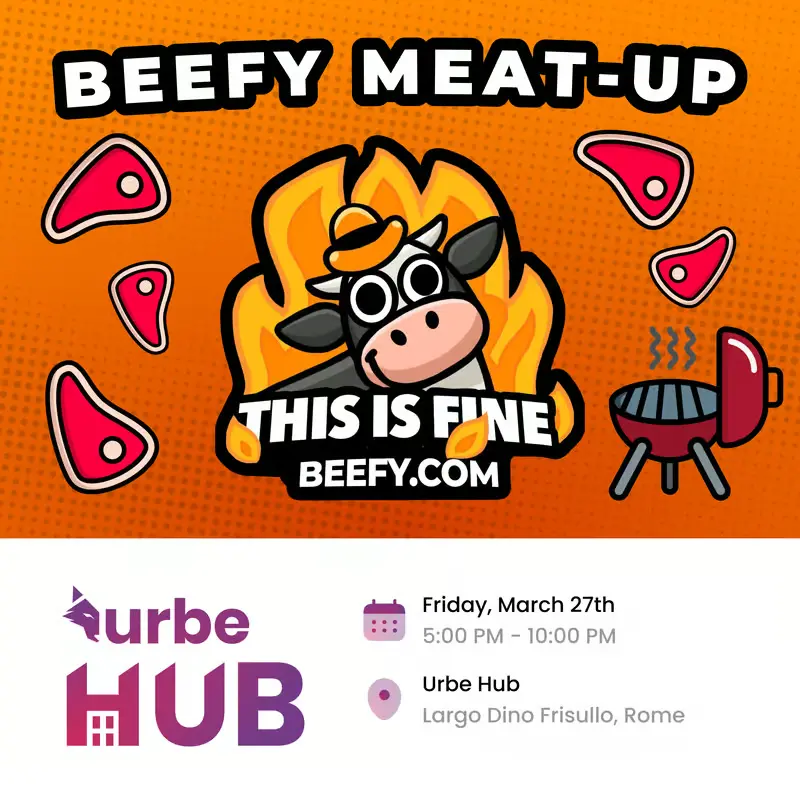 BEEFY MEAT-UP
THIS IS FINE
BEEFY.COM
urbe
HUB
Friday, March 27th
5:00 PM - 10:00 PM
Urbe Hub
Largo Dino Frisullo, Rome